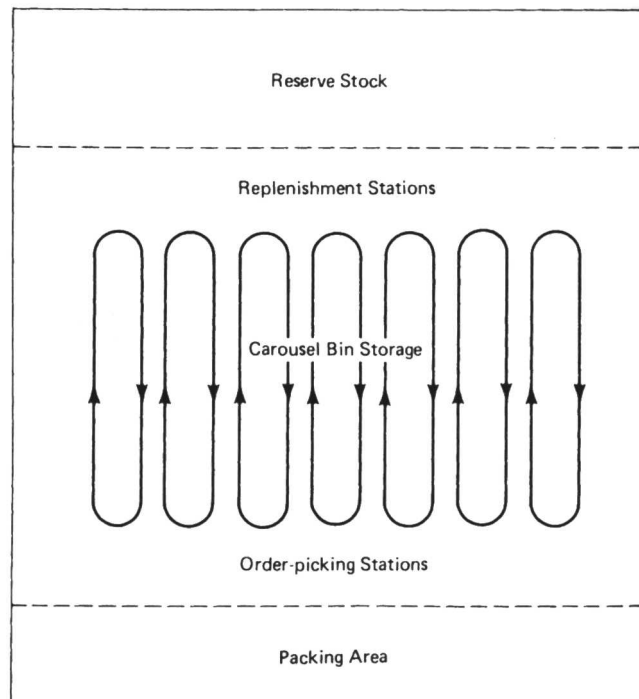 Reserve Stock
Replenishment Stations
Carousel Bin Storage
Order-picking Stations
Packing Area